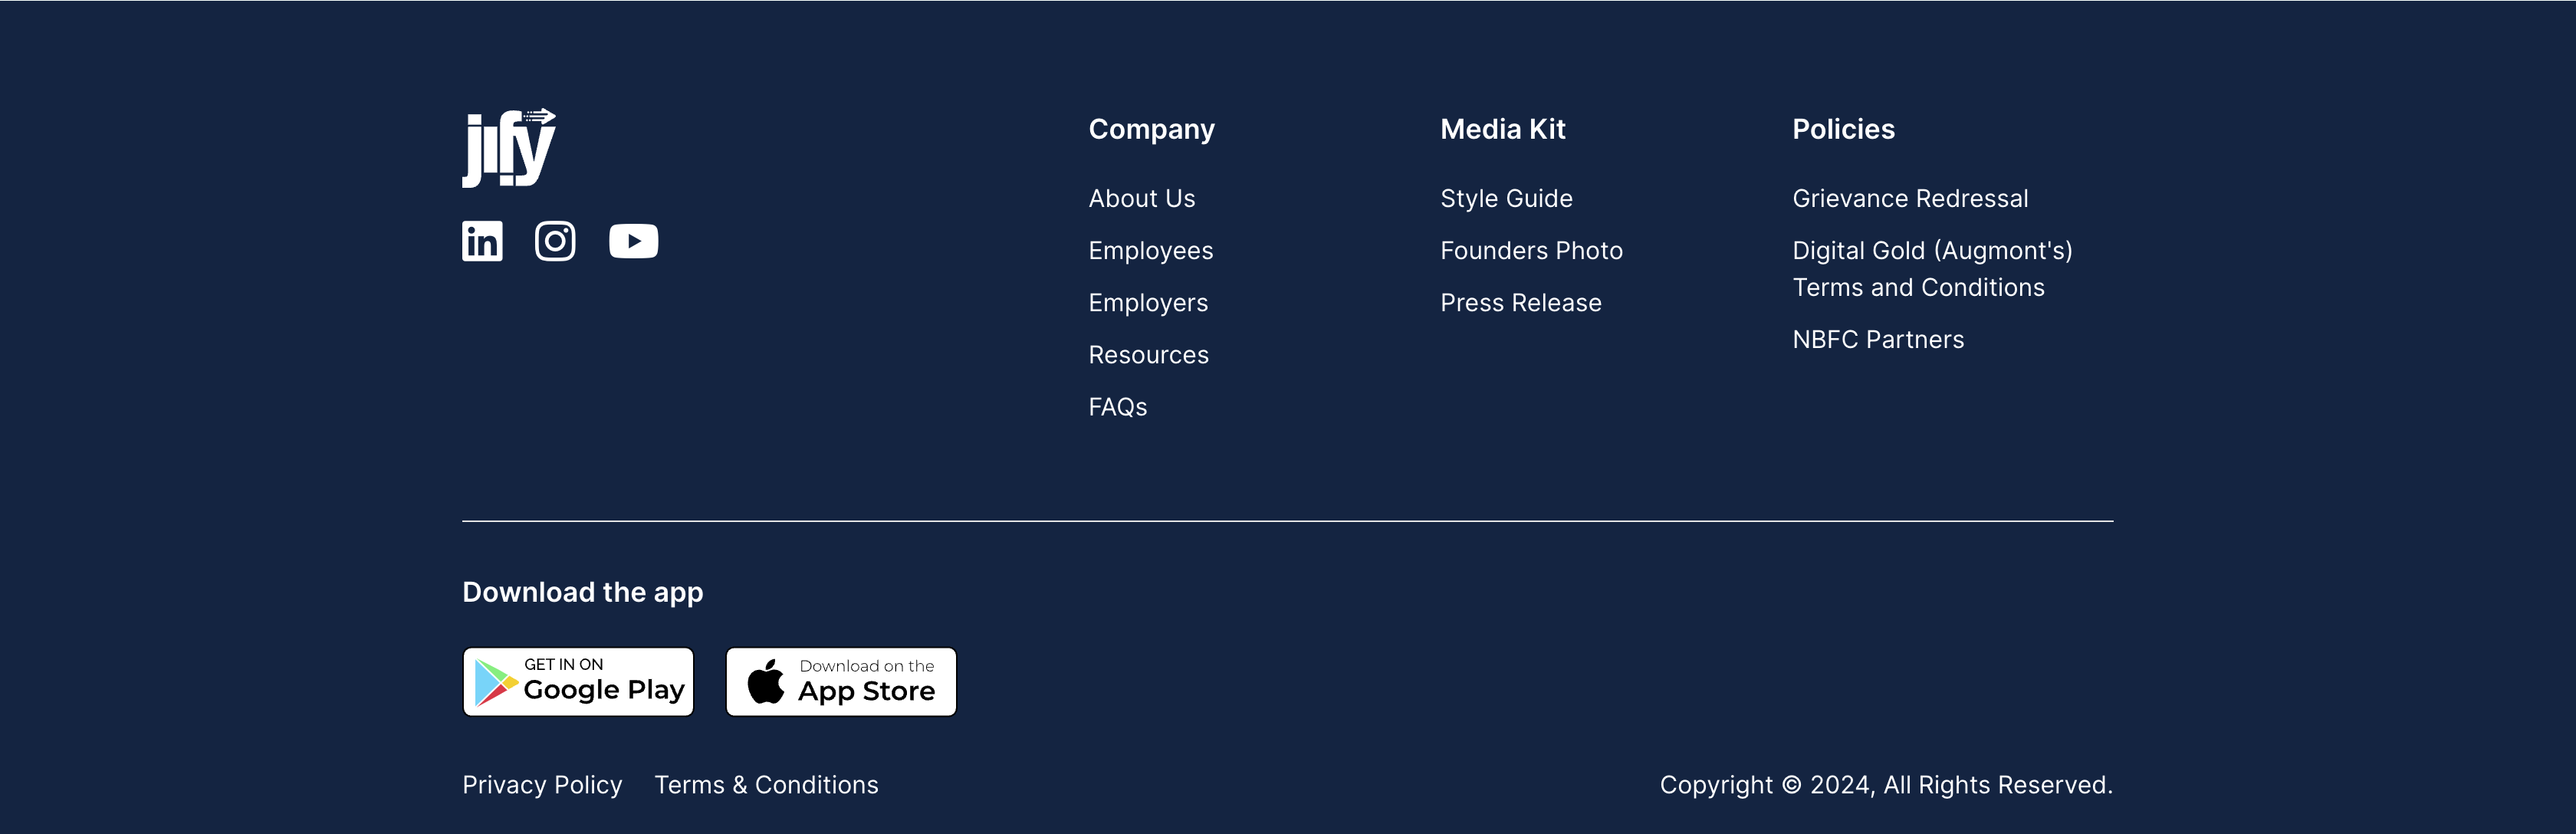 jify
in
Company
About Us
Employees
Employers
Resources
FAQs
Media Kit
Style Guide
Founders Photo
Press Release
Policies
Grievance Redressal
Digital Gold (Augmont's)
Terms and Conditions
NBFC Partners
Download the app
GET IN ON
Google Play
Download on the
App Store
Privacy Policy
Terms & Conditions
Copyright © 2024, All Rights Reserved.